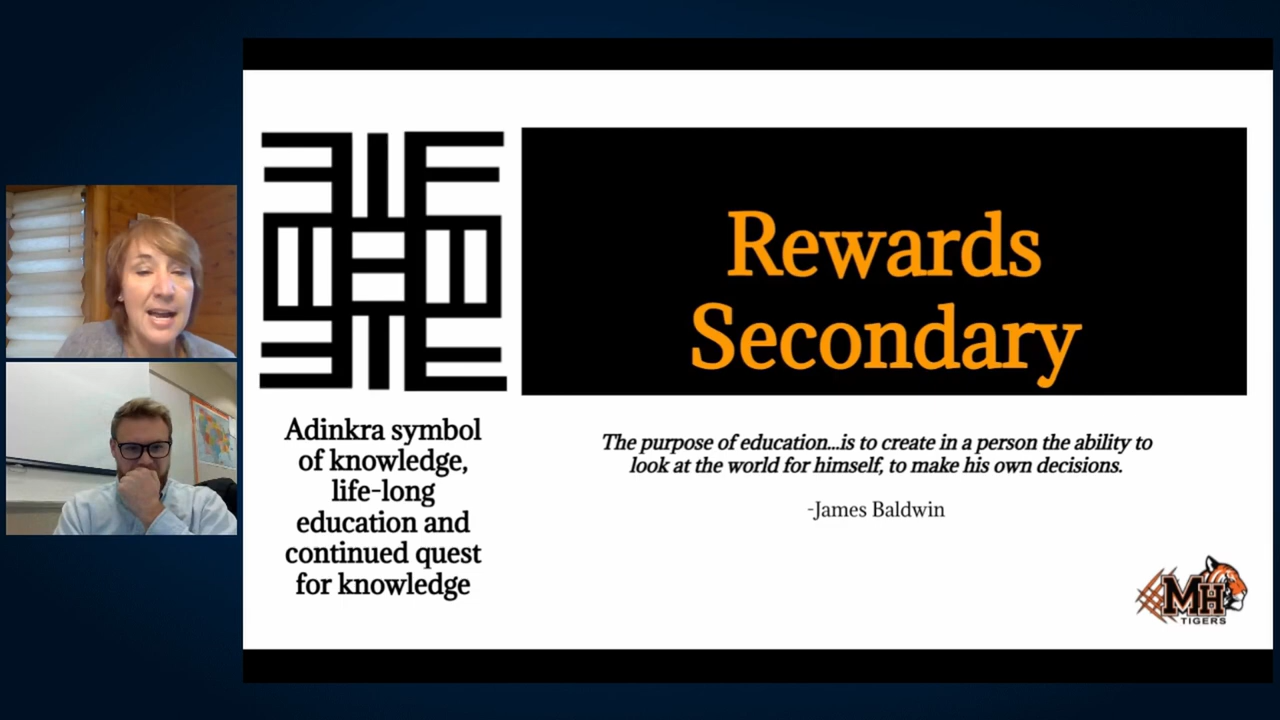 Rewards
Secondary
Adinkra symbol
of knowledge,
life-long
education and
continued quest
for knowledge
The purpose of education...is to create in a person the ability to
look at the world for himself, to make his own decisions.
-James Baldwin
MH
TIGERS